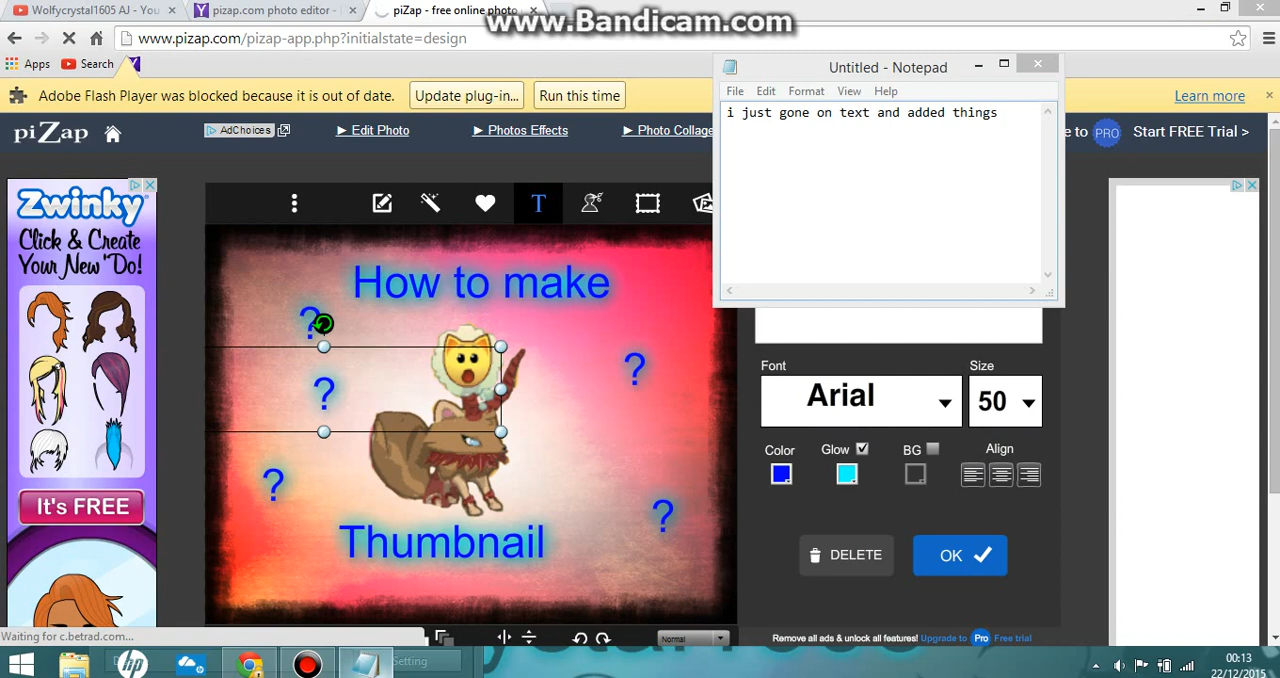 Wolfycrystal1605 AJ - You
pizap.com photo editor -
piZap - free online photo
www.Bandicam.com
www.pizap.com/pizap-app.php?initialstate=design
Apps
Search
Untitled - Notepad
Adobe Flash Player was blocked because it is out of date.
Update plug-in...
Run this time
Learn more
File Edit Format View Help
i just gone on text and added things
piZap
AdChoices
► Edit Photo
► Photos Effects
► Photo Collage
to PRO Start FREE Trial >
Zwinky
Click & Create
Your New 'Do!
It's FREE
T
How to make
?
?
?
?
?
Thumbnail
Font
Size
Arial
50
Color
Glow
BG
Align
DELETE
OK
Waiting for c.betrad.com...
Normal
Remove all ads & unlock all features! Upgrade to Pro Free trial
hp
Setting
00:13
22/12/2015